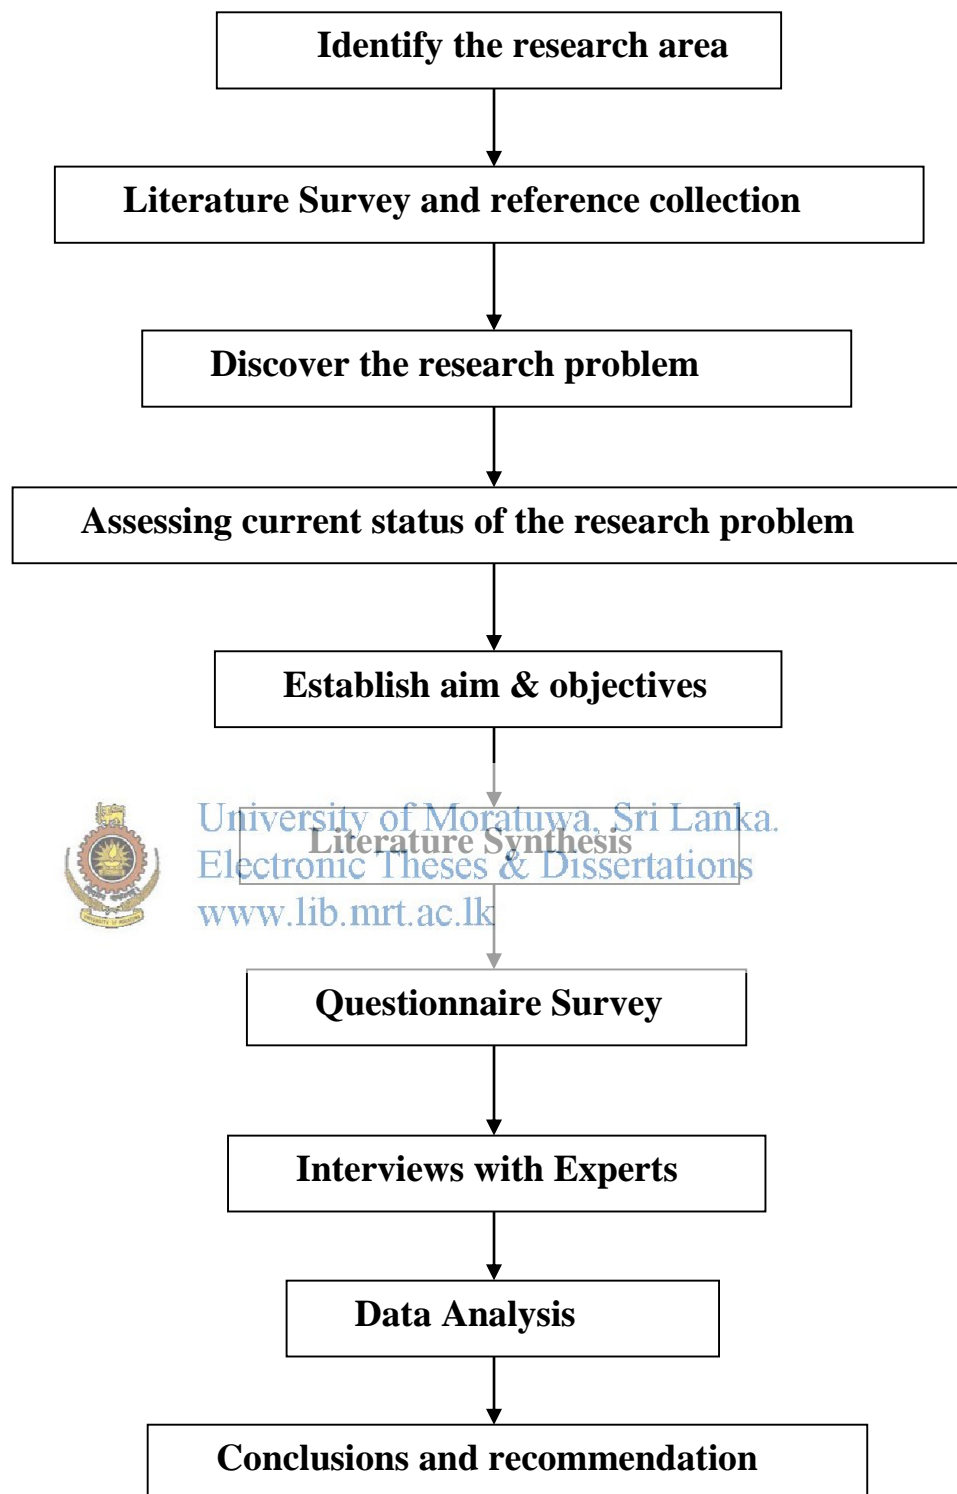 Identify the research area
Literature Survey and reference collection
Discover the research problem
Assessing current status of the research problem
Establish aim & objectives
University of Moratuwa, Sri Lanka.
Literature Synthesis
Electronic Theses & Dissertations
www.lib.mrt.ac.lk
Questionnaire Survey
Interviews with Experts
Data Analysis
Conclusions and recommendation